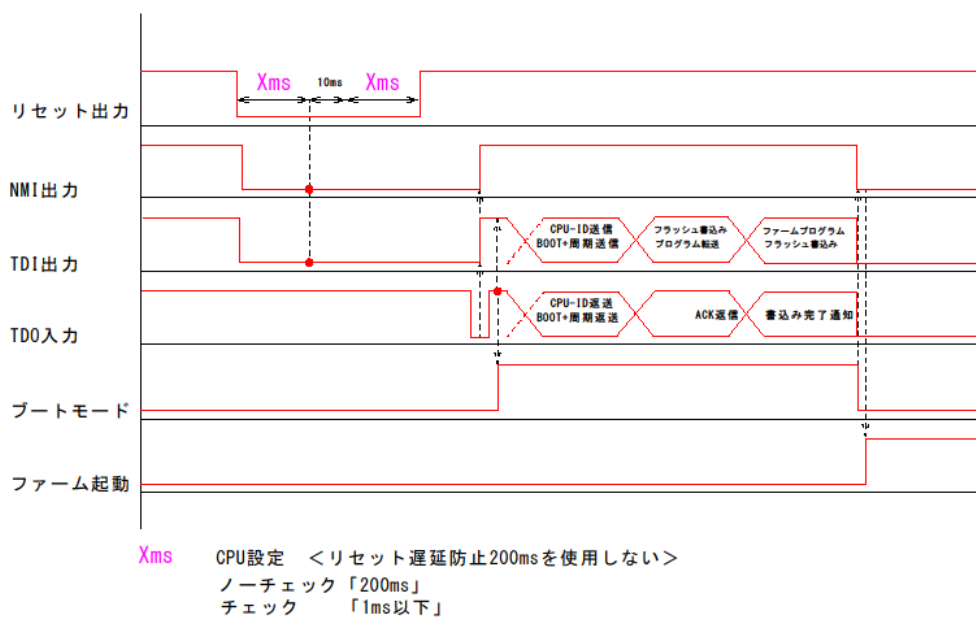 Xms
10ms
Xms
リセット出力
NMI出力
TDI出力
CPU-ID送信
BOOT+周期送信
フラッシュ書込み
プログラム転送
ファームプログラム
フラッシュ書込み
TDO入力
CPU-ID返送
BOOT+周期返送
ACK返信
書込み完了通知
ブートモード
ファーム起動
Xms CPU設定 <リセット遅延防止200msを使用しない>
ノーチェック「200ms」
チェック 「1ms以下」